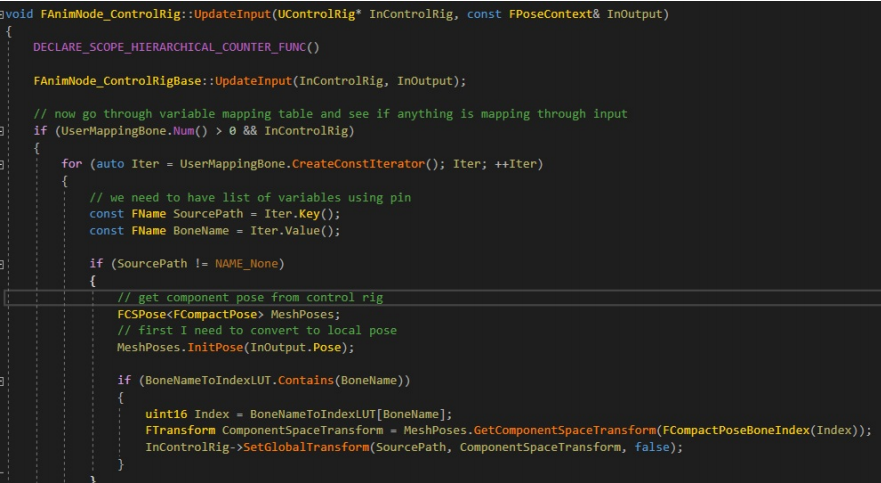 void FAnimNode_ControlRig::UpdateInput(UControlRig* InControlRig, const FPoseContext& InOutput)
{
DECLARE_SCOPE_HIERARCHICAL_COUNTER_FUNC()
FAnimNode_ControlRigBase::UpdateInput(InControlRig, InOutput);
// now go through variable mapping table and see if anything is mapping through input
if (UserMappingBone.Num() > 0 && InControlRig)
{
for (auto Iter = UserMappingBone.CreateConstIterator(); Iter; ++Iter)
{
// we need to have list of variables using pin
const FName SourcePath = Iter.Key();
const FName BoneName = Iter.Value();
if (SourcePath != NAME_None)
{
// get component pose from control rig
FCSPose<FCompactPose> MeshPoses;
// first I need to convert to local pose
MeshPoses.InitPose(InOutput.Pose);
if (BoneNameToIndexLUT.Contains(BoneName))
{
uint16 Index = BoneNameToIndexLUT[BoneName];
FTransform ComponentSpaceTransform = MeshPoses.GetComponentSpaceTransform(FCompactPoseBoneIndex(Index));
InControlRig->SetGlobalTransform(SourcePath, ComponentSpaceTransform, false);
}
}